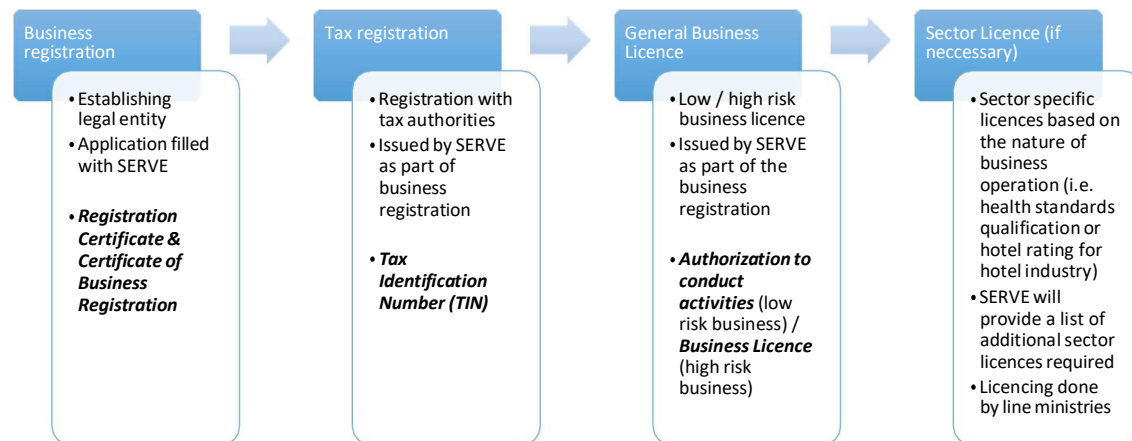 Business
registration
• Establishing
legal entity
• Application filled
with SERVE
• Registration
Certificate &
Certificate of
Business
Registration
Tax registration
• Registration with
tax authorities
• Issued by SERVE
as part of
business
registration
• Tax
Identification
Number (TIN)
General Business
Licence
• Low / high risk
business licence
• Issued by SERVE
as part of the
business
registration
• Authorization to
conduct
activities (low
risk business) /
Business Licence
(high risk
business)
Sector Licence (if
neccessary)
• Sector specific
licences based on
the nature of
business
operation (i.e.
health standards
qualification or
hotel rating for
hotel industry)
• SERVE will
provide a list of
additional sector
licences required
• Licencing done
by line ministries